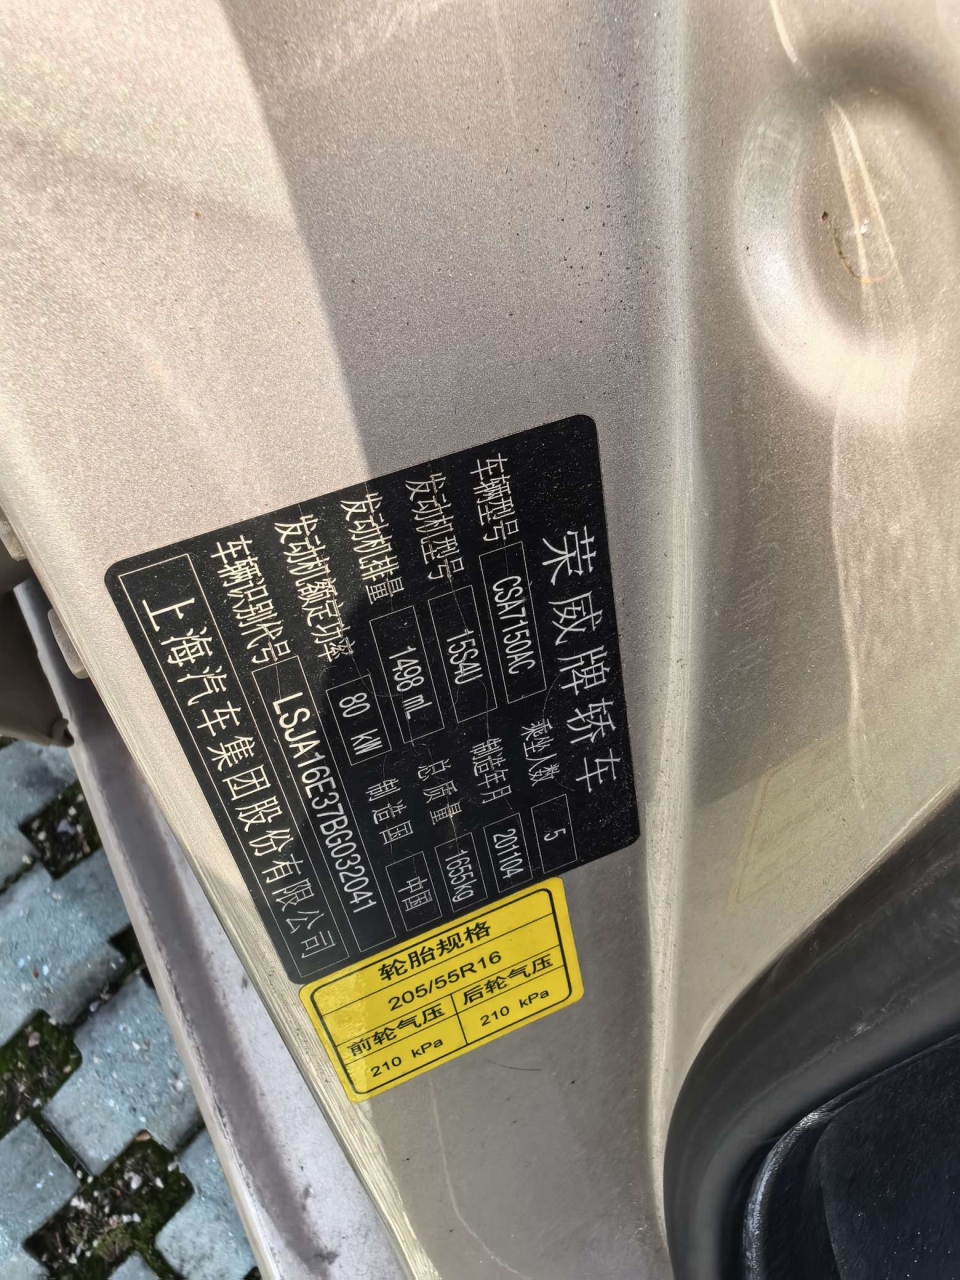 荣威牌轿车
车辆型号 CSA7150AC 乘坐人数 5
发动机型号 15S4U 制造年月 201104
发动机排量 1498 mL 总质量 1655kg
发动机额定功率 80 kW 制造国 中国
车辆识别代号 LSJA16E37BG032041
上海汽车集团股份有限公司
轮胎规格
205/55R16
前轮气压 后轮气压
210 kPa 210 kPa